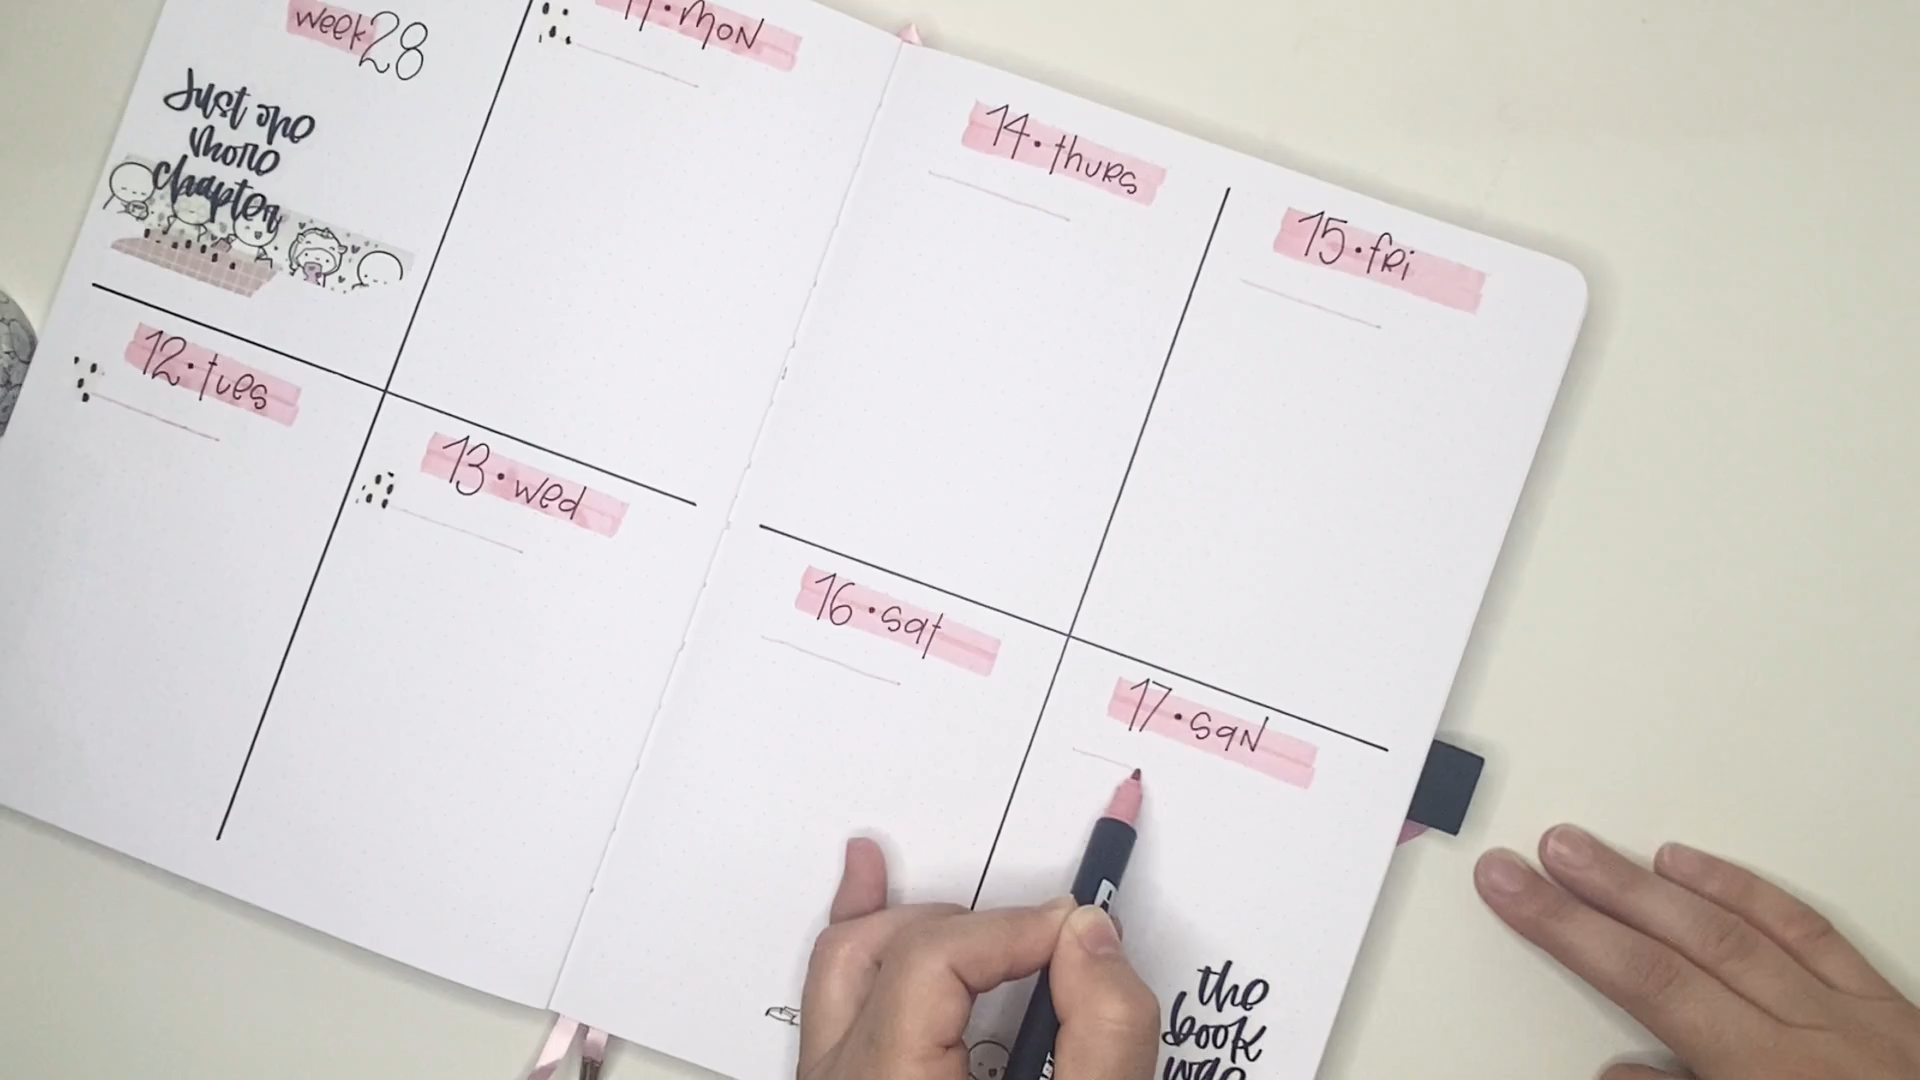 week 28
Just one
more
chapter
11·mon
12·tues
13·wed
14·thurs
15·fri
16·sat
17·sun
the
book
was